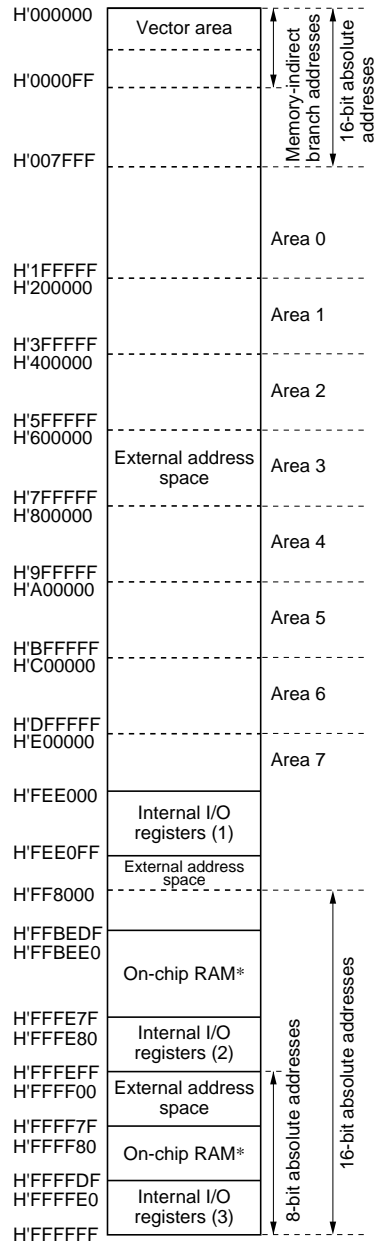 H'000000
Vector area
H'0000FF
Memory-indirect
branch addresses
16-bit absolute
addresses
H'007FFF
Area 0
H'1FFFFF
H'200000
Area 1
H'3FFFFF
H'400000
Area 2
H'5FFFFF
H'600000
External address
space
Area 3
H'7FFFFF
H'800000
Area 4
H'9FFFFF
H'A00000
Area 5
H'BFFFFF
H'C00000
Area 6
H'DFFFFF
H'E00000
Area 7
H'FEE000
Internal I/O
registers (1)
H'FEE0FF
External address
space
H'FF8000
H'FFBEDF
H'FFBEE0
On-chip RAM*
H'FFFE7F
H'FFFE80
Internal I/O
registers (2)
H'FFFEFF
H'FFFF00
External address
space
H'FFFF7F
H'FFFF80
On-chip RAM*
H'FFFFDF
H'FFFFE0
Internal I/O
registers (3)
H'FFFFFF
8-bit absolute addresses
16-bit absolute addresses